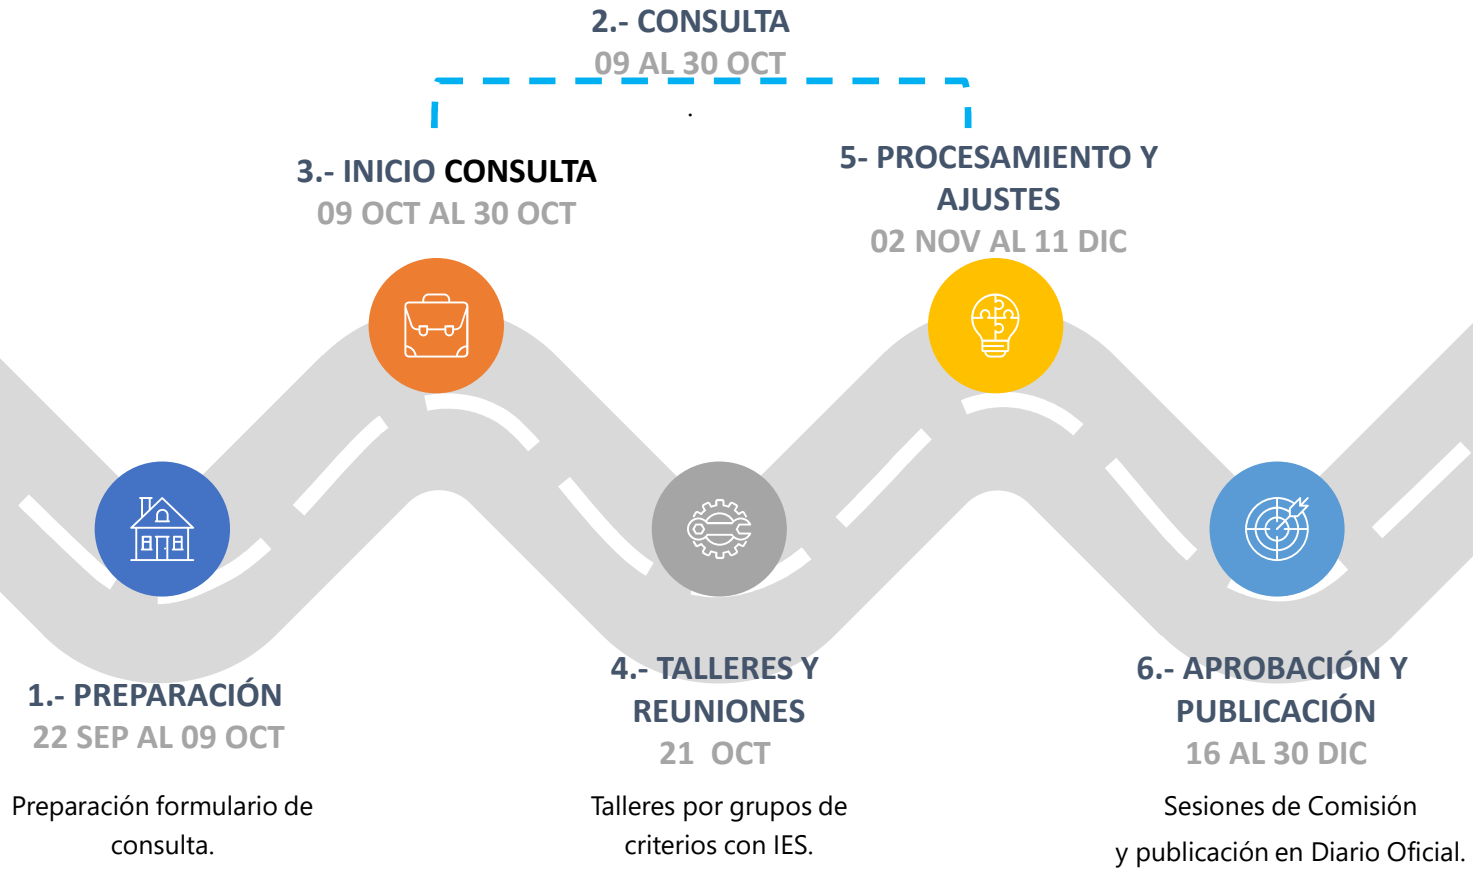 2.- CONSULTA
09 AL 30 OCT
.
3.- INICIO CONSULTA
09 OCT AL 30 OCT
5- PROCESAMIENTO Y
AJUSTES
02 NOV AL 11 DIC
1.- PREPARACIÓN
22 SEP AL 09 OCT
Preparación formulario de
consulta.
4.- TALLERES Y
REUNIONES
21 OCT
Talleres por grupos de
criterios con IES.
6.- APROBACIÓN Y
PUBLICACIÓN
16 AL 30 DIC
Sesiones de Comisión
y publicación en Diario Oficial.